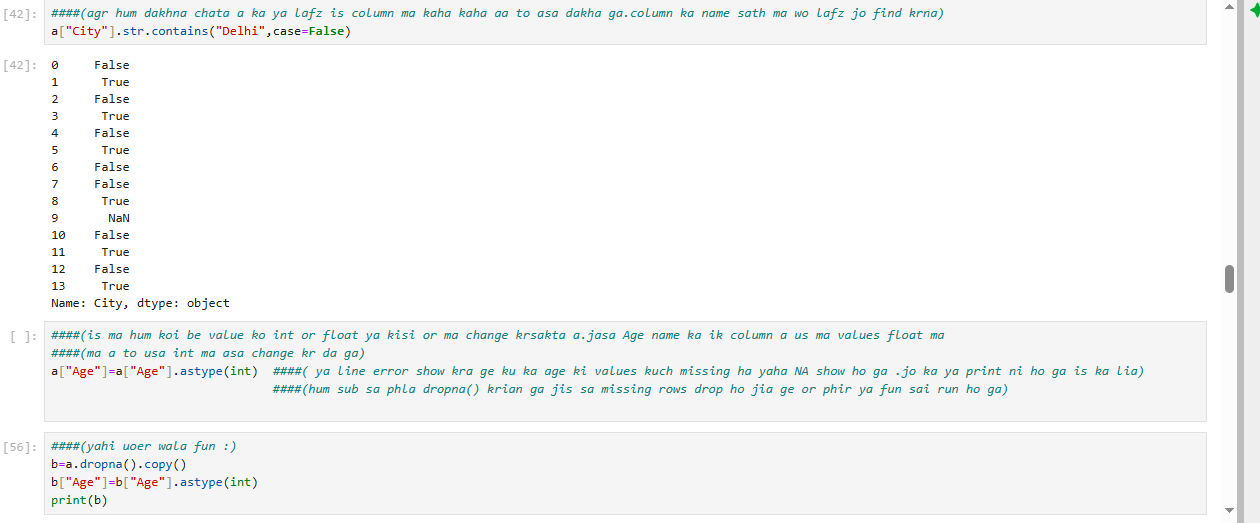 [42]: ####(agr hum dakhna chata a ka ya lafz is column ma kaha kaha aa to asa dakha ga.column ka name sath ma wo lafz jo find krna)
a["City"].str.contains("Delhi",case=False)
[42]: 0 False
1 True
2 False
3 True
4 False
5 True
6 False
7 False
8 True
9 NaN
10 False
11 True
12 False
13 True
Name: City, dtype: object
[ ]: ####(is ma hum koi be value ko int or float ya kisi or ma change krsakta a.jasa Age name ka ik column a us ma values float ma
####(ma a to usa int ma asa change kr da ga)
a["Age"]=a["Age"].astype(int) ####( ya line error show kra ge ku ka age ki values kuch missing ha yaha NA show ho ga .jo ka ya print ni ho ga is ka lia)
####(hum sub sa phla dropna() krian ga jis sa missing rows drop ho jia ge or phir ya fun sai run ho ga)
[56]: ####(yahi uoer wala fun :)
b=a.dropna().copy()
b["Age"]=b["Age"].astype(int)
print(b)